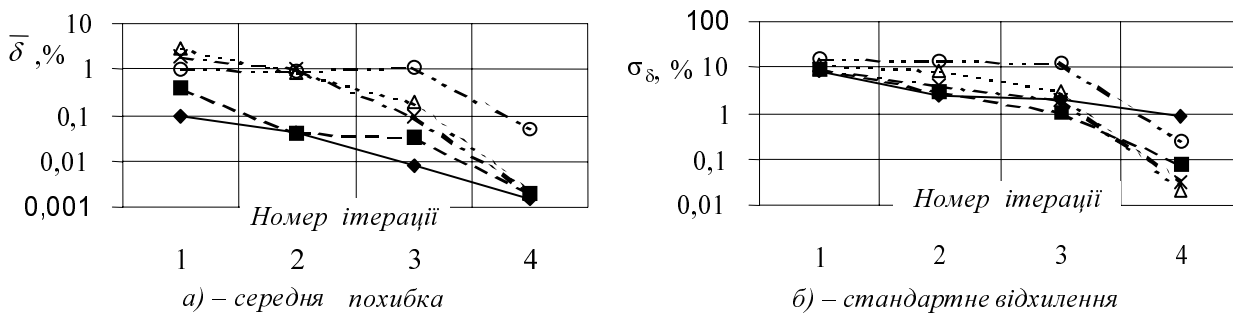 10
δ̅ ,%
1
0,1
0,01
0,001
Номер ітерації
1 2 3 4
а) – середня похибка
100
σδ, %
10
1
0,1
0,01
Номер ітерації
1 2 3 4
б) – стандартне відхилення